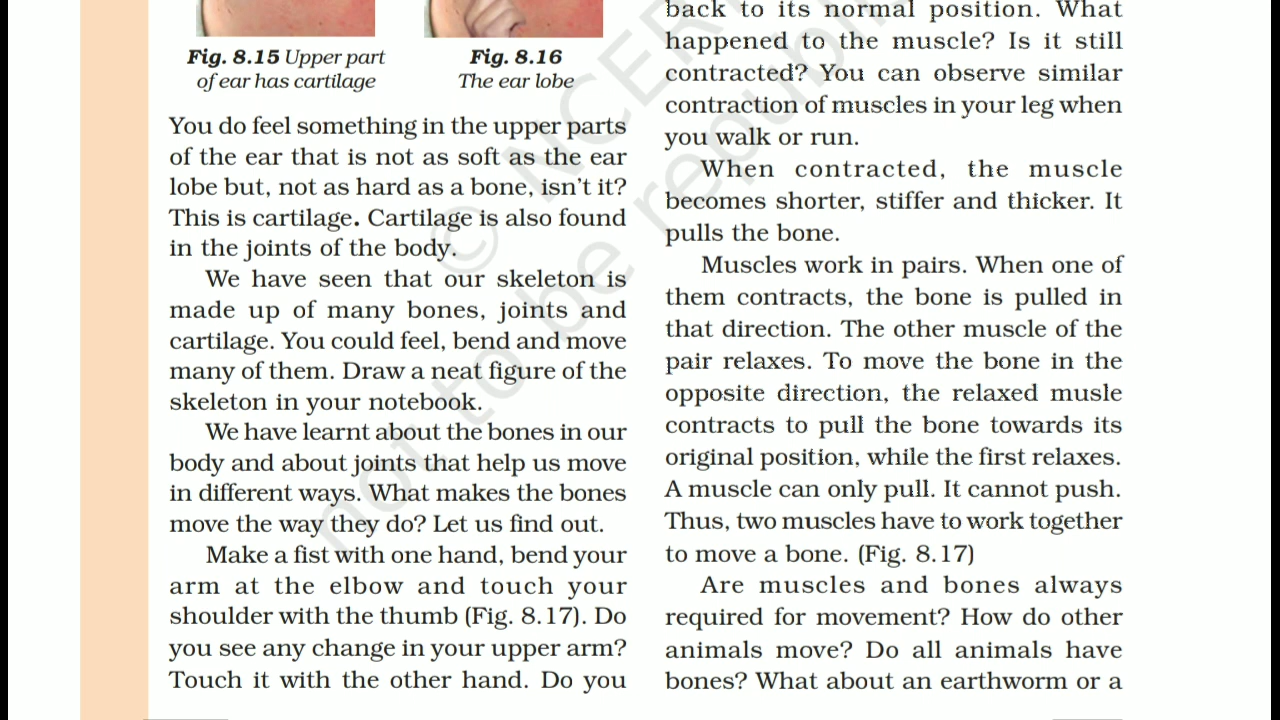 Fig. 8.15 Upper part
of ear has cartilage
Fig. 8.16
The ear lobe
You do feel something in the upper parts
of the ear that is not as soft as the ear
lobe but, not as hard as a bone, isn't it?
This is cartilage. Cartilage is also found
in the joints of the body.
We have seen that our skeleton is
made up of many bones, joints and
cartilage. You could feel, bend and move
many of them. Draw a neat figure of the
skeleton in your notebook.
We have learnt about the bones in our
body and about joints that help us move
in different ways. What makes the bones
move the way they do? Let us find out.
Make a fist with one hand, bend your
arm at the elbow and touch your
shoulder with the thumb (Fig. 8.17). Do
you see any change in your upper arm?
Touch it with the other hand. Do you
back to its normal position. What
happened to the muscle? Is it still
contracted? You can observe similar
contraction of muscles in your leg when
you walk or run.
When contracted, the muscle
becomes shorter, stiffer and thicker. It
pulls the bone.
Muscles work in pairs. When one of
them contracts, the bone is pulled in
that direction. The other muscle of the
pair relaxes. To move the bone in the
opposite direction, the relaxed musle
contracts to pull the bone towards its
original position, while the first relaxes.
A muscle can only pull. It cannot push.
Thus, two muscles have to work together
to move a bone. (Fig. 8.17)
Are muscles and bones always
required for movement? How do other
animals move? Do all animals have
bones? What about an earthworm or a
© NCER
not to be republi